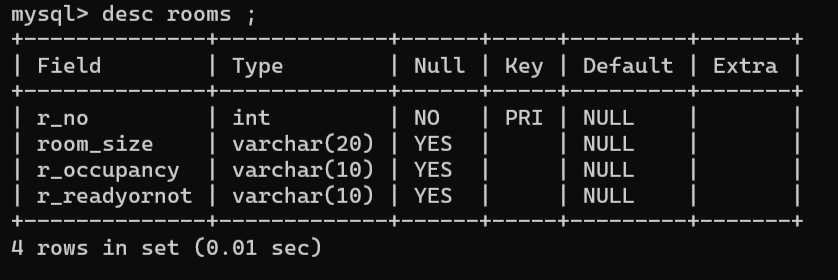 mysql> desc rooms ;
+--------------+-------------+------+-----+---------+-------+
| Field        | Type        | Null | Key | Default | Extra |
+--------------+-------------+------+-----+---------+-------+
| r_no         | int         | NO   | PRI | NULL    |       |
| room_size    | varchar(20) | YES  |     | NULL    |       |
| r_occupancy  | varchar(10) | YES  |     | NULL    |       |
| r_readyornot | varchar(10) | YES  |     | NULL    |       |
+--------------+-------------+------+-----+---------+-------+
4 rows in set (0.01 sec)